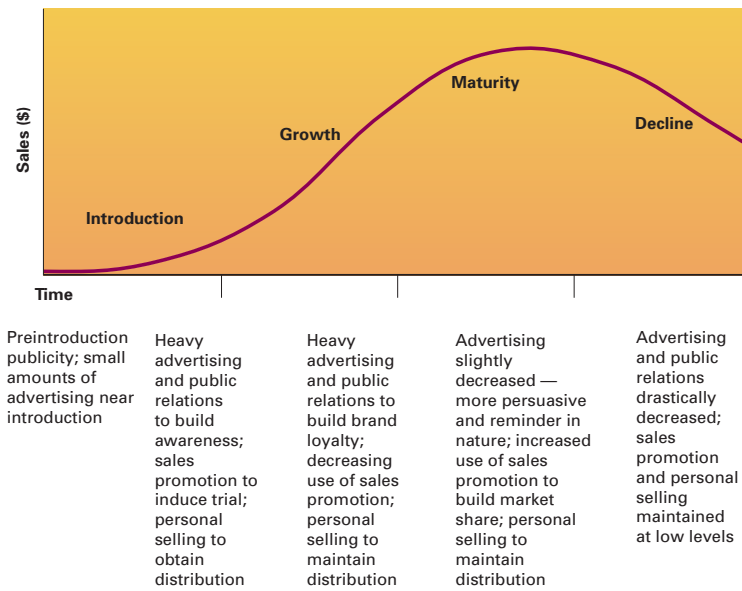 Sales ($)
Introduction
Growth
Maturity
Decline
Time
Preintroduction
publicity; small
amounts of
advertising near
introduction
Heavy
advertising
and public
relations
to build
awareness;
sales
promotion to
induce trial;
personal
selling to
obtain
distribution
Heavy
advertising
and public
relations to
build brand
loyalty;
decreasing
use of sales
promotion;
personal
selling to
maintain
distribution
Advertising
slightly
decreased —
more persuasive
and reminder in
nature; increased
use of sales
promotion to
build market
share; personal
selling to
maintain
distribution
Advertising
and public
relations
drastically
decreased;
sales
promotion
and personal
selling
maintained
at low levels